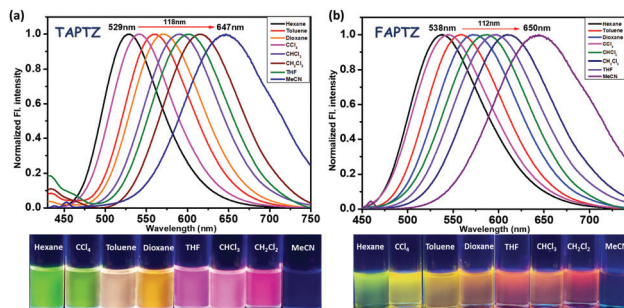 (a)
TAPTZ
118nm
529nm
647nm
Hexane
Toluene
Dioxane
CCl4
CHCl3
CH2Cl2
THF
MeCN
Normalized Fl. intensity
1.0
0.8
0.6
0.4
0.2
0.0
450 500 550 600 650 700 750
Wavelength (nm)
Hexane CCl4 Toluene Dioxane THF CHCl3 CH2Cl2 MeCN
(b)
FAPTZ
112nm
538nm
650nm
Hexane
Toluene
Dioxane
CCl4
CHCl3
CH2Cl2
THF
MeCN
Normalized Fl. intensity
1.0
0.8
0.6
0.4
0.2
0.0
450 500 550 600 650 700 750
Wavelength (nm)
Hexane CCl4 Toluene Dioxane THF CHCl3 CH2Cl2 MeCN